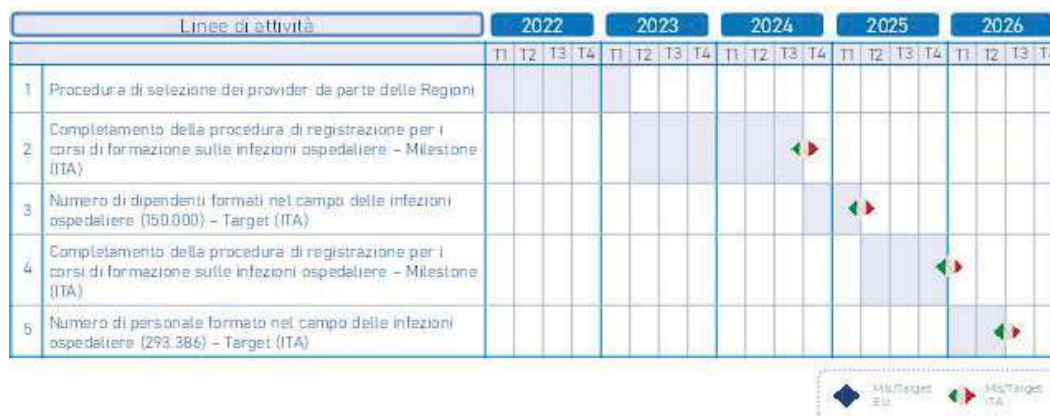 Linee di attività 2022 2023 2024 2025 2026
T1 T2 T3 T4 T1 T2 T3 T4 T1 T2 T3 T4 T1 T2 T3 T4 T1 T2 T3
1 Procedura di selezione dei provider da parte delle Regioni
Completamento della procedura di registrazione per i
2 corsi di formazione sulle infezioni ospedaliere – Milestone
(ITA)
3 Numero di dipendenti formati nel campo delle infezioni
ospedaliere (150.000) – Target (ITA)
Completamento della procedura di registrazione per i
4 corsi di formazione sulle infezioni ospedaliere – Milestone
(ITA)
5 Numero di personale formato nel campo delle infezioni
ospedaliere (293.386) – Target (ITA)
Mis/Target Mis/Target
EU ITA